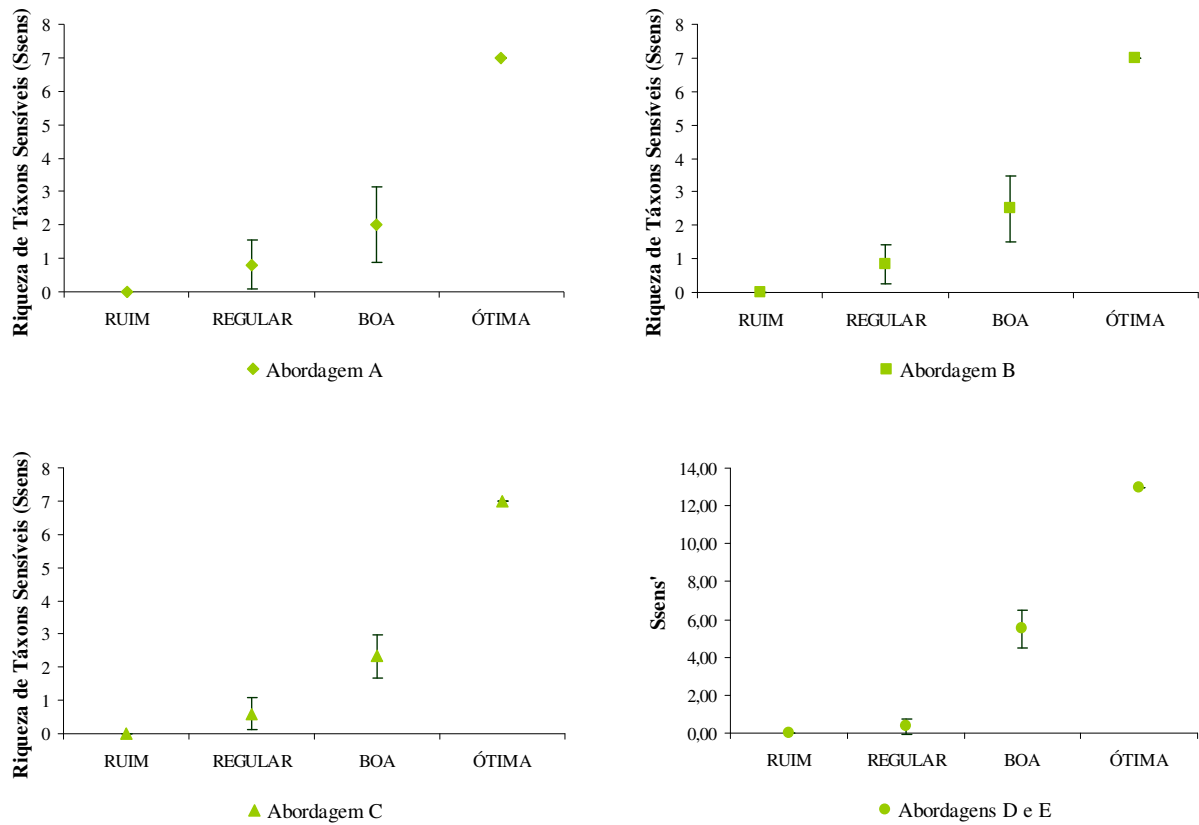 Riqueza de Táxons Sensíveis (Ssens)
8
7
6
5
4
3
2
1
0
RUIM REGULAR BOA ÓTIMA
Abordagem A
Riqueza de Táxons Sensíveis (Ssens)
8
7
6
5
4
3
2
1
0
RUIM REGULAR BOA ÓTIMA
Abordagem B
Riqueza de Táxons Sensíveis (Ssens)
8
7
6
5
4
3
2
1
0
RUIM REGULAR BOA ÓTIMA
Abordagem C
Ssens'
14,00
12,00
10,00
8,00
6,00
4,00
2,00
0,00
RUIM REGULAR BOA ÓTIMA
Abordagens D e E